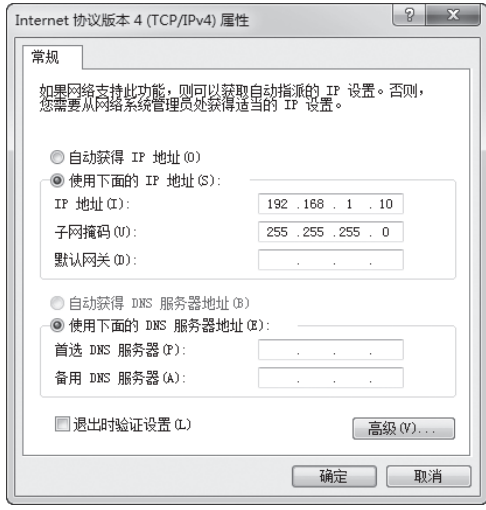 Internet 协议版本 4 (TCP/IPv4) 属性
常规
如果网络支持此功能，则可以获取自动指派的 IP 设置。否则，
您需要从网络系统管理员处获得适当的 IP 设置。
自动获得 IP 地址(O)
使用下面的 IP 地址(S):
IP 地址(I): 192 .168 . 1 . 10
子网掩码(U): 255 .255 .255 . 0
默认网关(D): . . .
自动获得 DNS 服务器地址(B)
使用下面的 DNS 服务器地址(E):
首选 DNS 服务器(P): . . .
备用 DNS 服务器(A): . . .
退出时验证设置(L)
高级(V)...
确定 取消